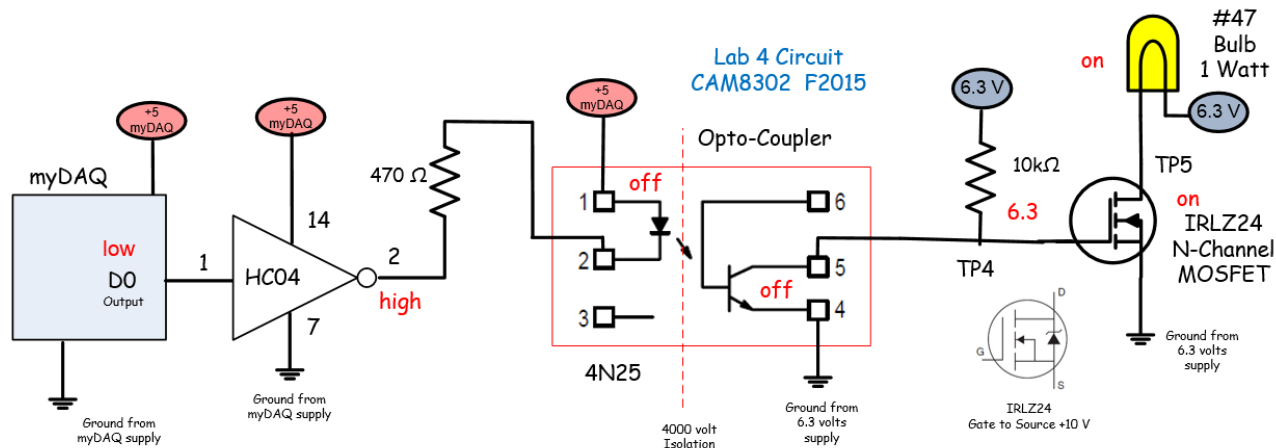 Lab 4 Circuit
CAM8302 F2015
#47
Bulb
1 Watt
on
6.3 V
6.3 V
+5
myDAQ
+5
myDAQ
+5
myDAQ
Opto-Coupler
myDAQ
470 Ω
10kΩ
TP5
low
DO
Output
1
14
HC04
7
2
high
off
1
2
3
6
5
4
off
6.3
TP4
on
IRLZ24
N-Channel
MOSFET
4N25
D
G
S
Ground from
myDAQ supply
Ground from
myDAQ supply
4000 volt
Isolation
Ground from
6.3 volts
supply
IRLZ24
Gate to Source +10 V
Ground from
6.3 volts
supply